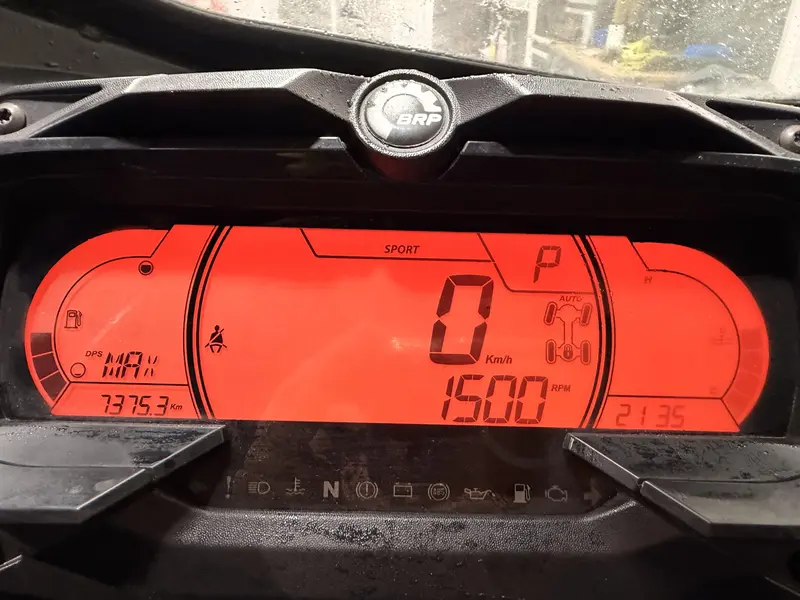 BRP
SPORT
P
AUTO
0 Km/h
DPS MAX
1500 RPM
7375.3 Km
21 35
H
N